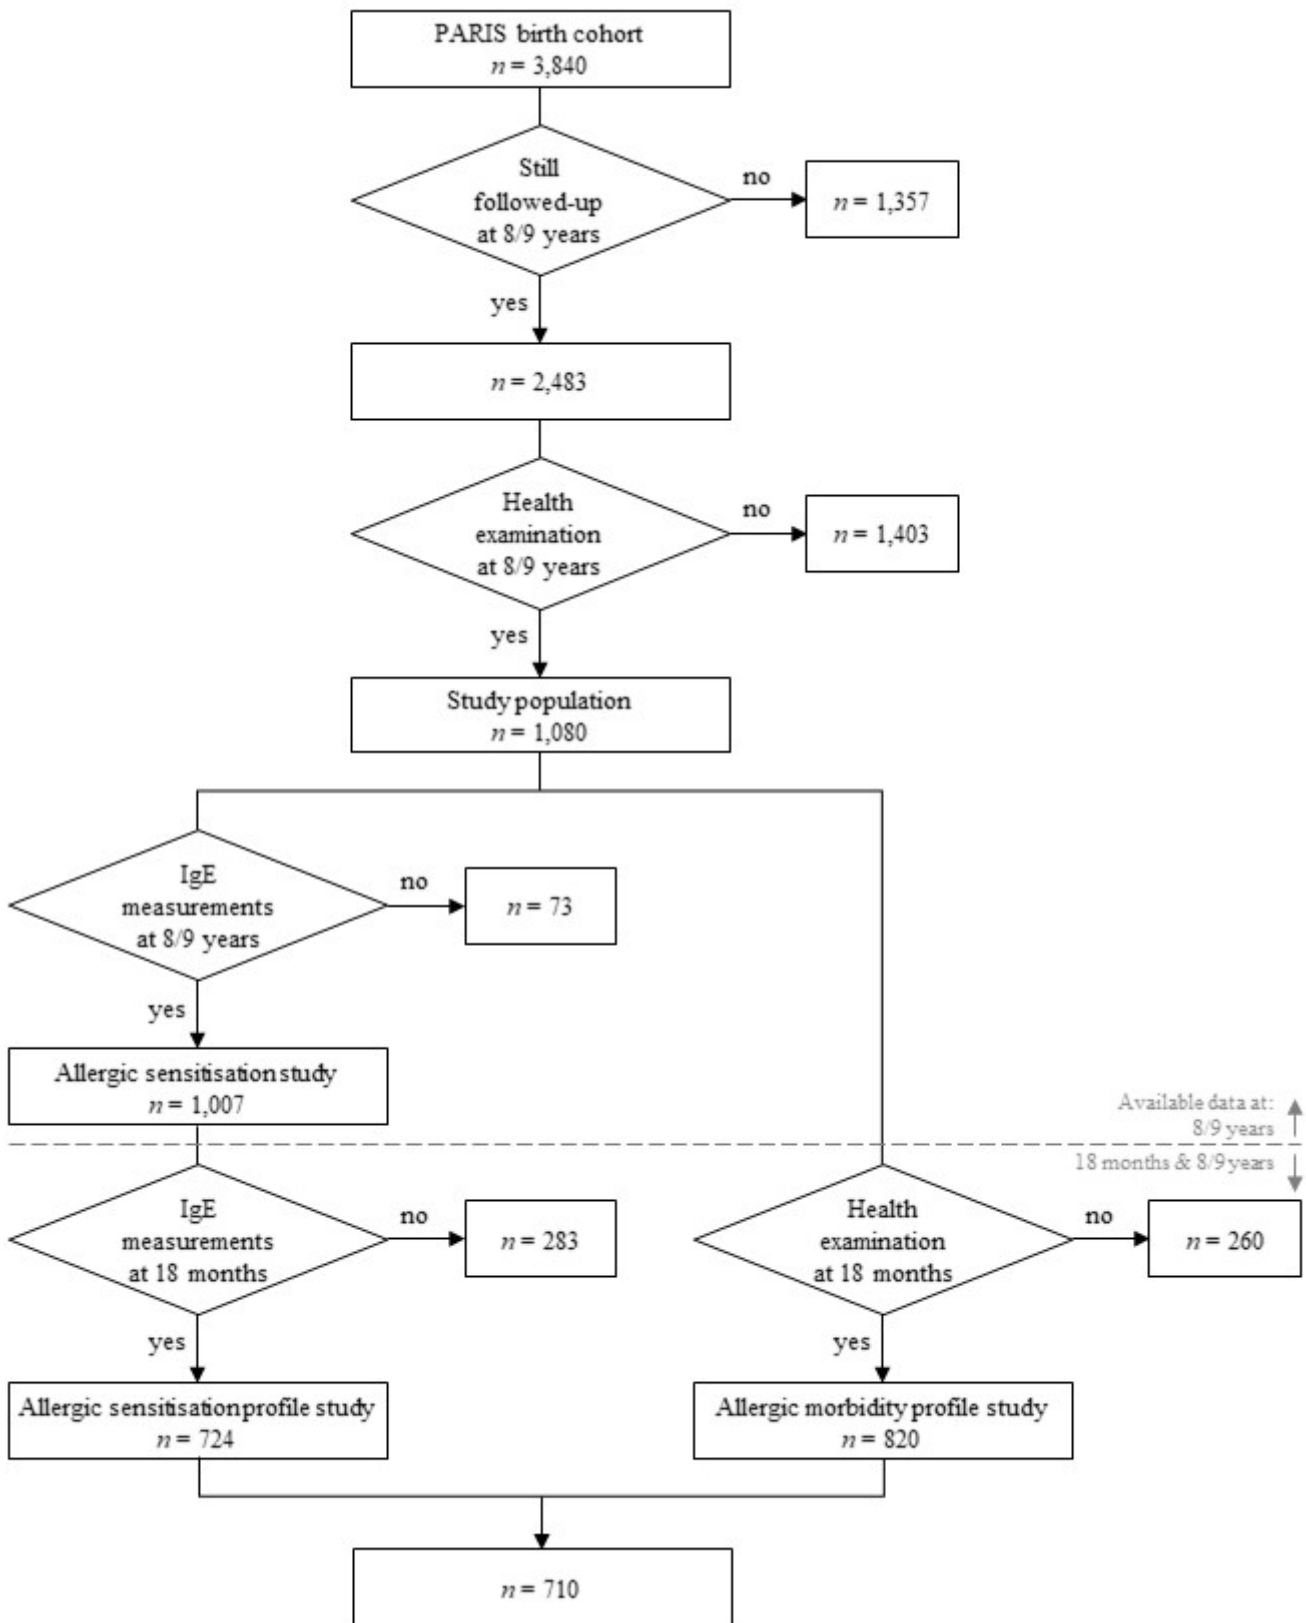 PARIS birth cohort
n = 3,840
Still
followed-up
at 8/9 years
no
n = 1,357
yes
n = 2,483
Health
examination
at 8/9 years
no
n = 1,403
yes
Study population
n = 1,080
IgE
measurements
at 8/9 years
no
n = 73
yes
Allergic sensitisation study
n = 1,007
Available data at:
8/9 years
18 months & 8/9 years
IgE
measurements
at 18 months
no
n = 283
Health
examination
at 18 months
no
n = 260
yes
yes
Allergic sensitisation profile study
n = 724
Allergic morbidity profile study
n = 820
n = 710